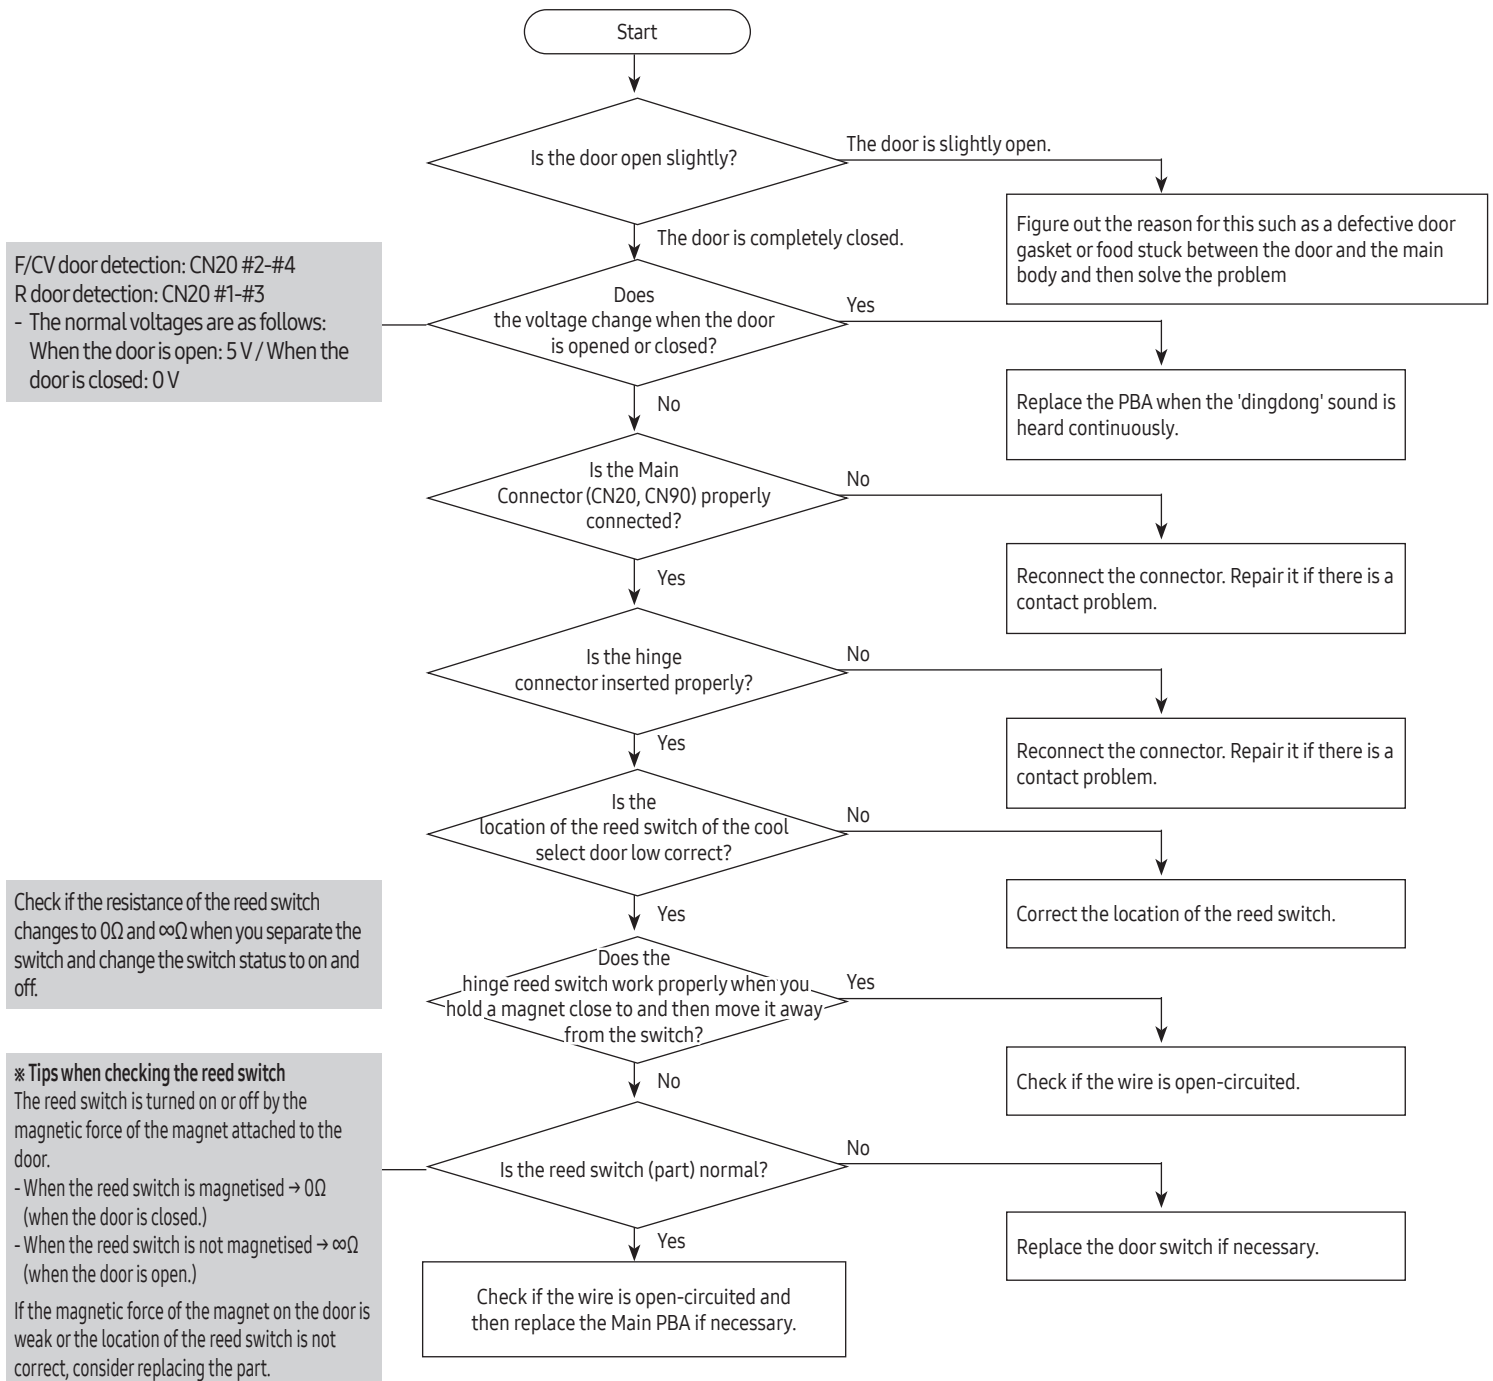 Start
Is the door open slightly?
The door is slightly open.
Figure out the reason for this such as a defective door
gasket or food stuck between the door and the main
body and then solve the problem
The door is completely closed.
F/CV door detection: CN20 #2-#4
R door detection: CN20 #1-#3
- The normal voltages are as follows:
When the door is open: 5 V / When the
door is closed: 0 V
Does
the voltage change when the door
is opened or closed?
Yes
Replace the PBA when the 'dingdong' sound is
heard continuously.
No
Is the Main
Connector (CN20, CN90) properly
connected?
No
Reconnect the connector. Repair it if there is a
contact problem.
Yes
Is the hinge
connector inserted properly?
No
Reconnect the connector. Repair it if there is a
contact problem.
Yes
Is the
location of the reed switch of the cool
select door low correct?
No
Correct the location of the reed switch.
Yes
Check if the resistance of the reed switch
changes to 0Ω and ∞Ω when you separate the
switch and change the switch status to on and
off.
Does the
hinge reed switch work properly when you
hold a magnet close to and then move it away
from the switch?
Yes
Check if the wire is open-circuited.
No
※ Tips when checking the reed switch
The reed switch is turned on or off by the
magnetic force of the magnet attached to the
door.
- When the reed switch is magnetised → 0Ω
(when the door is closed.)
- When the reed switch is not magnetised → ∞Ω
(when the door is open.)
If the magnetic force of the magnet on the door is
weak or the location of the reed switch is not
correct, consider replacing the part.
Is the reed switch (part) normal?
No
Replace the door switch if necessary.
Yes
Check if the wire is open-circuited and
then replace the Main PBA if necessary.